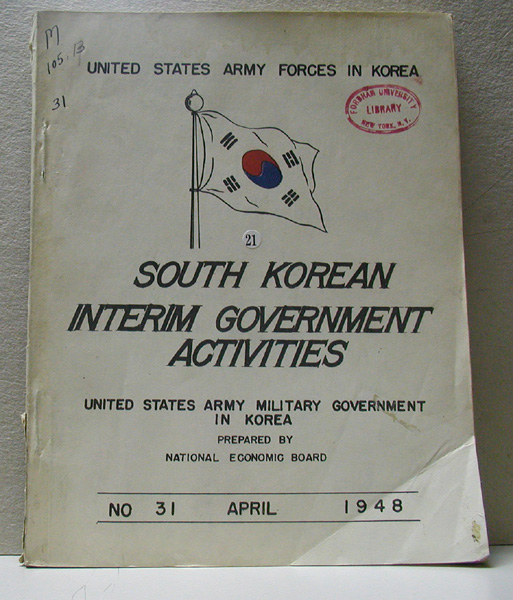 M
105.13
31
UNITED STATES ARMY FORCES IN KOREA
FORDHAM UNIVERSITY
LIBRARY
NEW YORK, N.Y.
21
SOUTH KOREAN
INTERIM GOVERNMENT
ACTIVITIES
UNITED STATES ARMY MILITARY GOVERNMENT
IN KOREA
PREPARED BY
NATIONAL ECONOMIC BOARD
NO 31 APRIL 1948